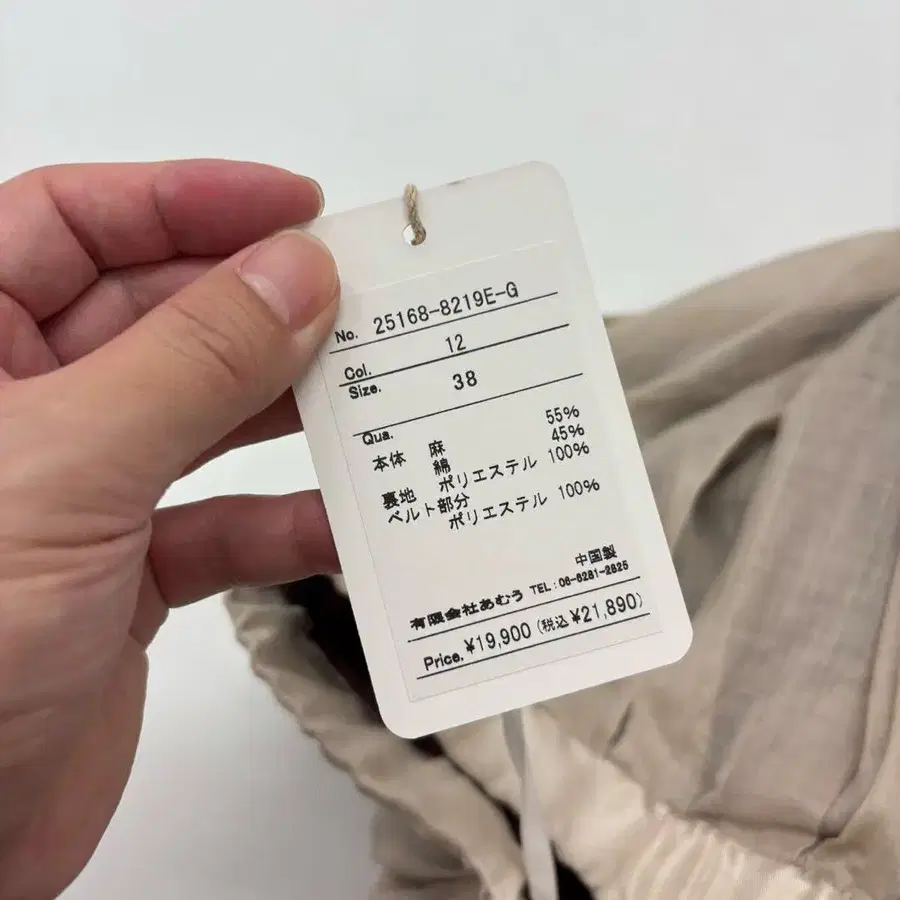 No. 25168-8219E-G
Col. 12
Size. 38
Qua.
本体 麻 55%
綿 45%
裏地 ポリエステル 100%
ベルト部分
ポリエステル 100%
中国製
有限会社あむう TEL:06-6281-2825
Price. ¥19,900 (税込 ¥21,890)